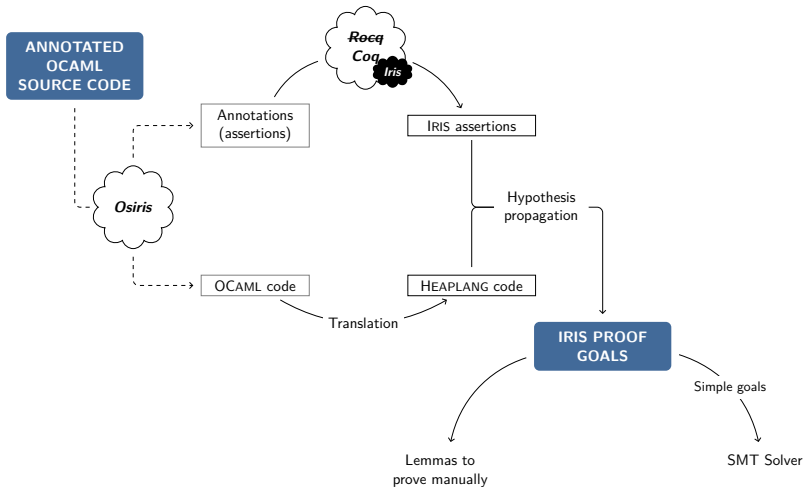 ANNOTATED
OCAML
SOURCE CODE
Rocq
Coq
Iris
Annotations
(assertions)
IRIS assertions
Osiris
Hypothesis
propagation
OCAML code
HEAPLANG code
Translation
IRIS PROOF
GOALS
Simple goals
Lemmas to
prove manually
SMT Solver